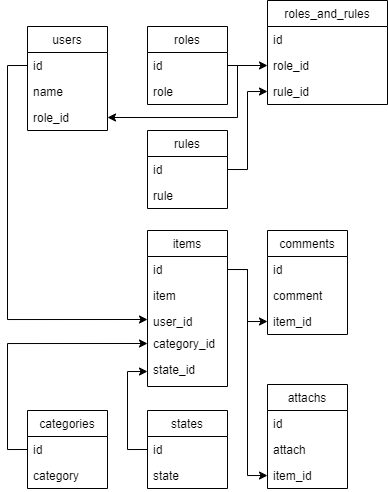 users
id
name
role_id
roles
id
role
roles_and_rules
id
role_id
rule_id
rules
id
rule
items
id
item
user_id
category_id
state_id
comments
id
comment
item_id
categories
id
category
states
id
state
attachs
id
attach
item_id